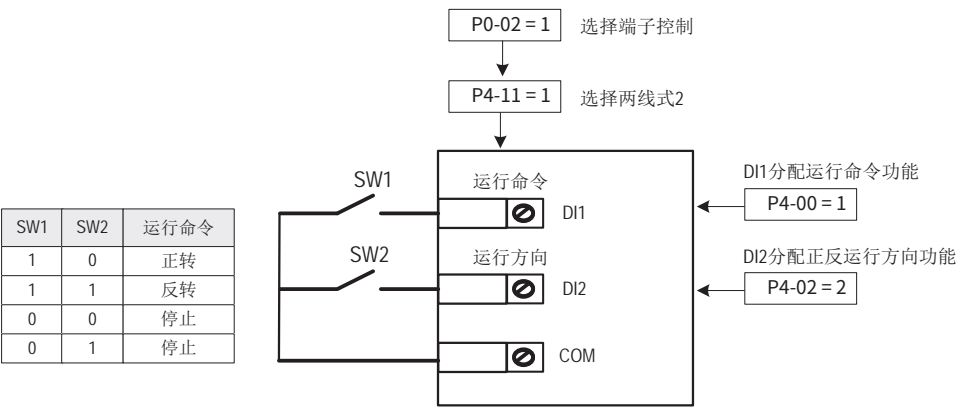 P0-02 = 1 选择端子控制
P4-11 = 1 选择两线式2
SW1 SW2 运行命令
1 0 正转
1 1 反转
0 0 停止
0 1 停止
SW1
SW2
运行命令
DI1
运行方向
DI2
COM
DI1分配运行命令功能
P4-00 = 1
DI2分配正反运行方向功能
P4-02 = 2